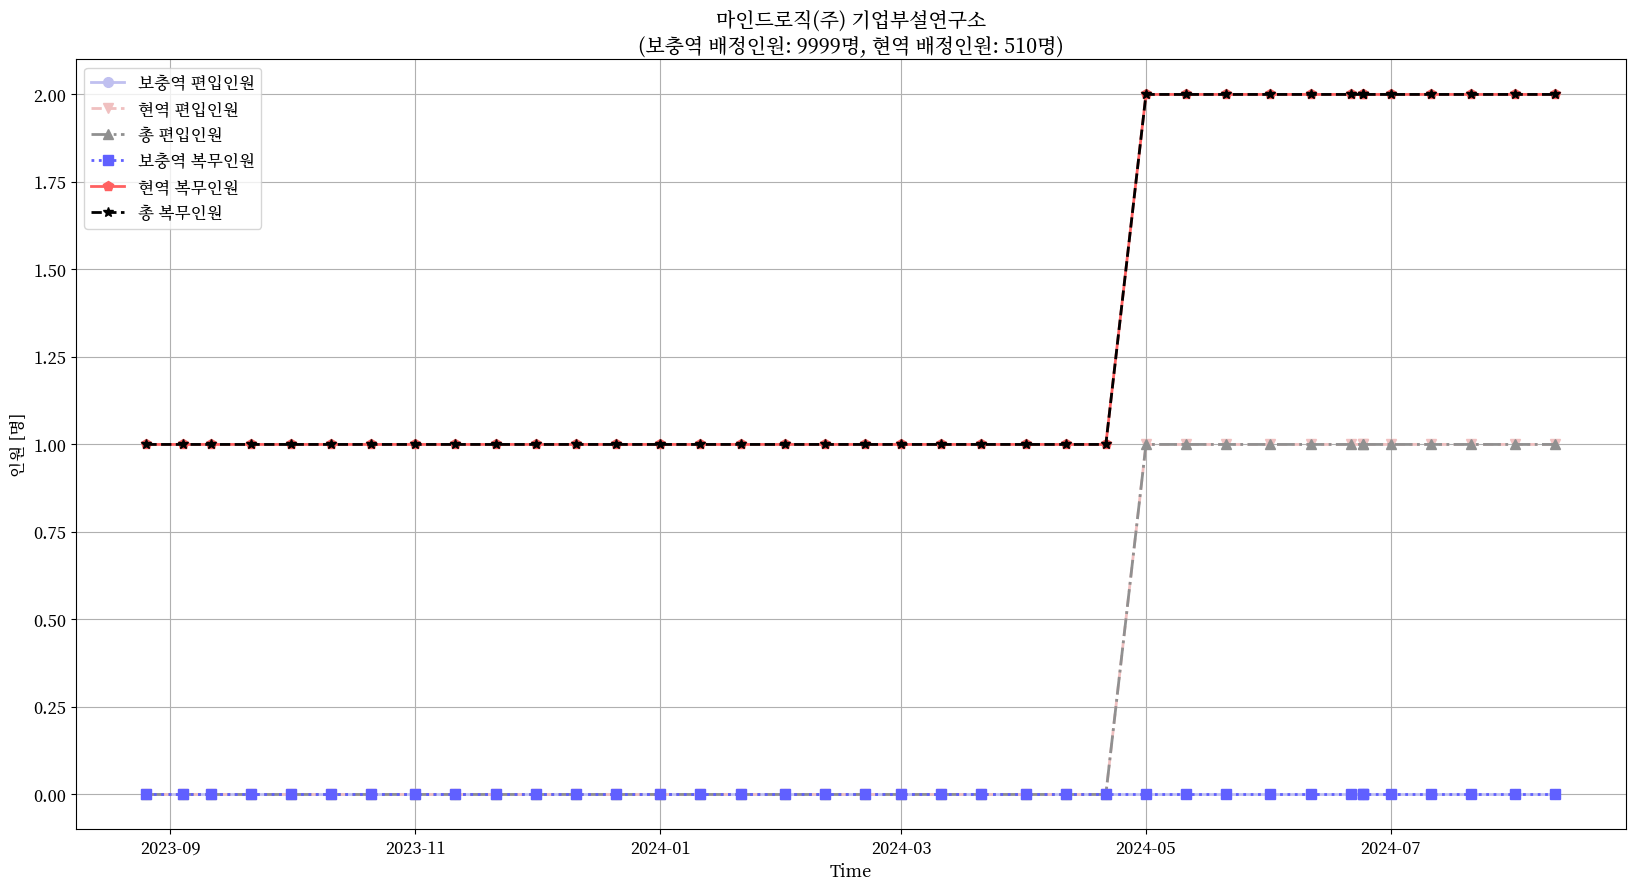 마인드로직(주) 기업부설연구소
(보충역 배정인원: 9999명, 현역 배정인원: 510명)
보충역 편입인원
현역 편입인원
총 편입인원
보충역 복무인원
현역 복무인원
총 복무인원
2.00
1.75
1.50
1.25
1.00
0.75
0.50
0.25
0.00
인원 [명]
2023-09
2023-11
2024-01
2024-03
2024-05
2024-07
Time